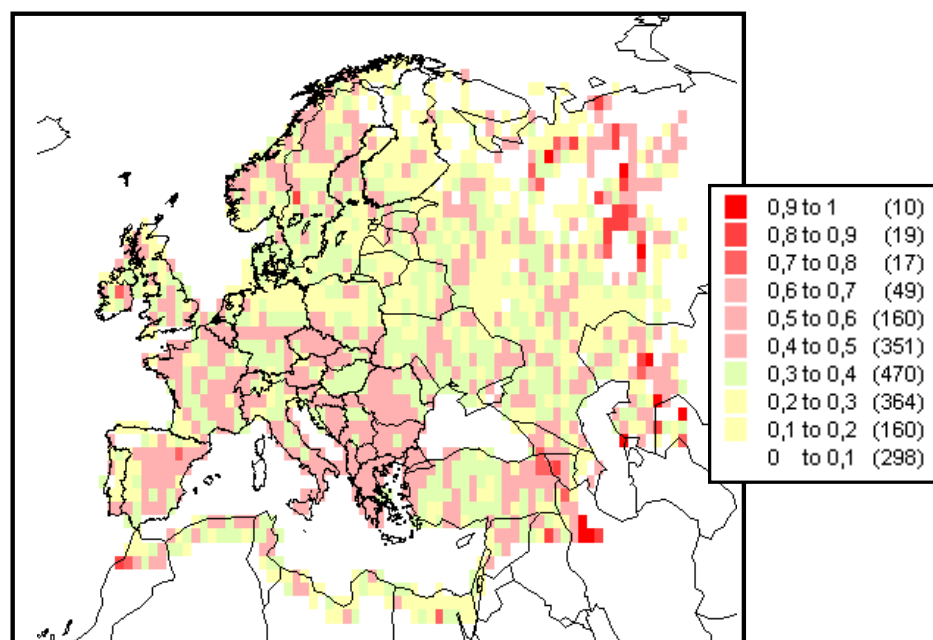 0,9 to 1 (10)
0,8 to 0,9 (19)
0,7 to 0,8 (17)
0,6 to 0,7 (49)
0,5 to 0,6 (160)
0,4 to 0,5 (351)
0,3 to 0,4 (470)
0,2 to 0,3 (364)
0,1 to 0,2 (160)
0 to 0,1 (298)